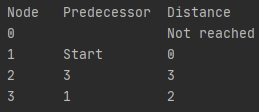 Node Predecessor Distance
0 Not reached
1 Start 0
2 3 3
3 1 2